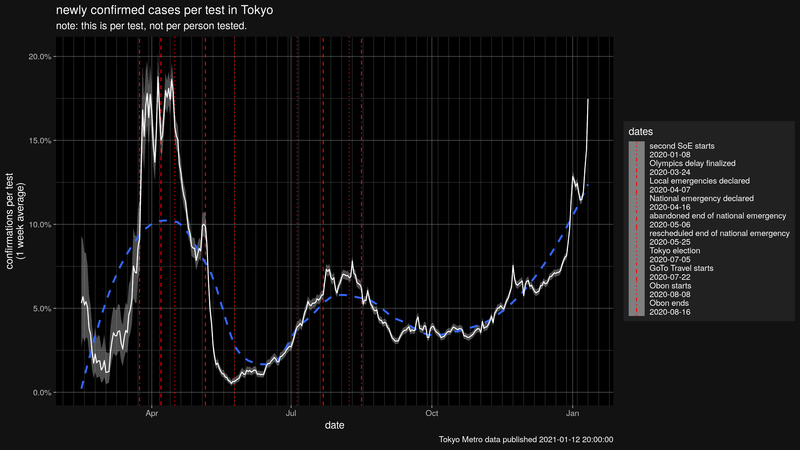 newly confirmed cases per test in Tokyo
note: this is per test, not per person tested.
20.0%
15.0%
10.0%
5.0%
0.0%
confirmations per test
(1 week average)
Apr
Jul
Oct
Jan
date
dates
second SoE starts
2020-01-08
Olympics delay finalized
2020-03-24
Local emergencies declared
2020-04-07
National emergency declared
2020-04-16
abandoned end of national emergency
2020-05-06
rescheduled end of national emergency
2020-05-25
Tokyo election
2020-07-05
GoTo Travel starts
2020-07-22
Obon starts
2020-08-08
Obon ends
2020-08-16
Tokyo Metro data published 2021-01-12 20:00:00